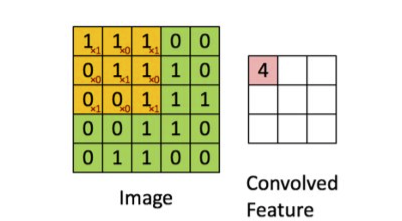 1×1 1×0 1×1 0 0
0×0 1×1 1×0 1 0
0×1 0×0 1×1 1 1
0 0 1 1 0
0 1 1 0 0
4
Image
Convolved
Feature